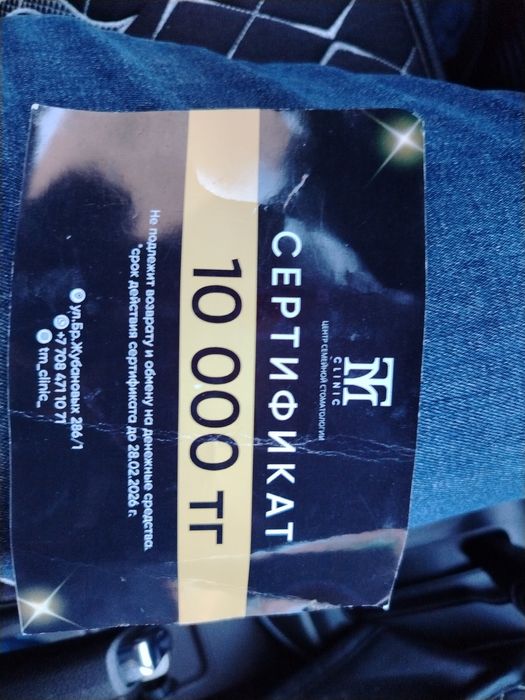 TM
CLINIC
ЦЕНТР СЕМЕЙНОЙ СТОМАТОЛОГИИ
СЕРТИФИКАТ
10 000 тг
Не подлежит возврату и обмену на денежные средства.
*срок действия сертификата до 28.02.2026 г.
ул.Бр.Жубановых 286/1
+7 708 471 10 71
tm_clinic_